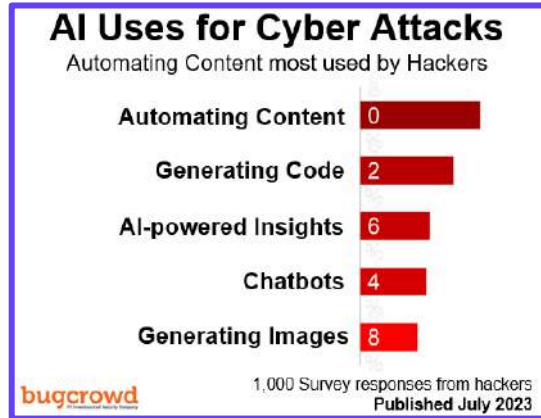 AI Uses for Cyber Attacks
Automating Content most used by Hackers
Automating Content 0
Generating Code 2
AI-powered Insights 6
Chatbots 4
Generating Images 8
bugcrowd
1,000 Survey responses from hackers
Published July 2023